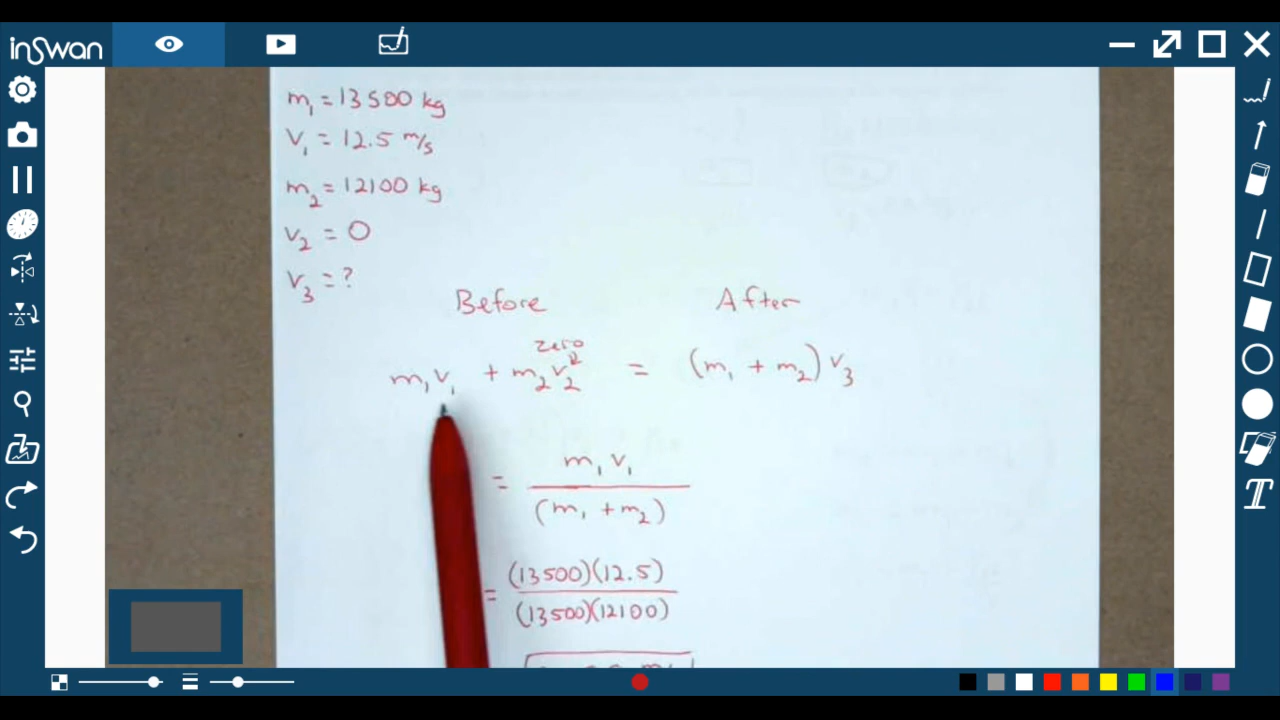 inSwan
m₁ = 13500 kg
v₁ = 12.5 m/s
m₂ = 12100 kg
v₂ = 0
v₃ = ?
Before After
zero
m₁v₁ + m₂v₂ = (m₁ + m₂) v₃
= m₁v₁ / (m₁ + m₂)
= (13500)(12.5) / (13500)(12100)
T